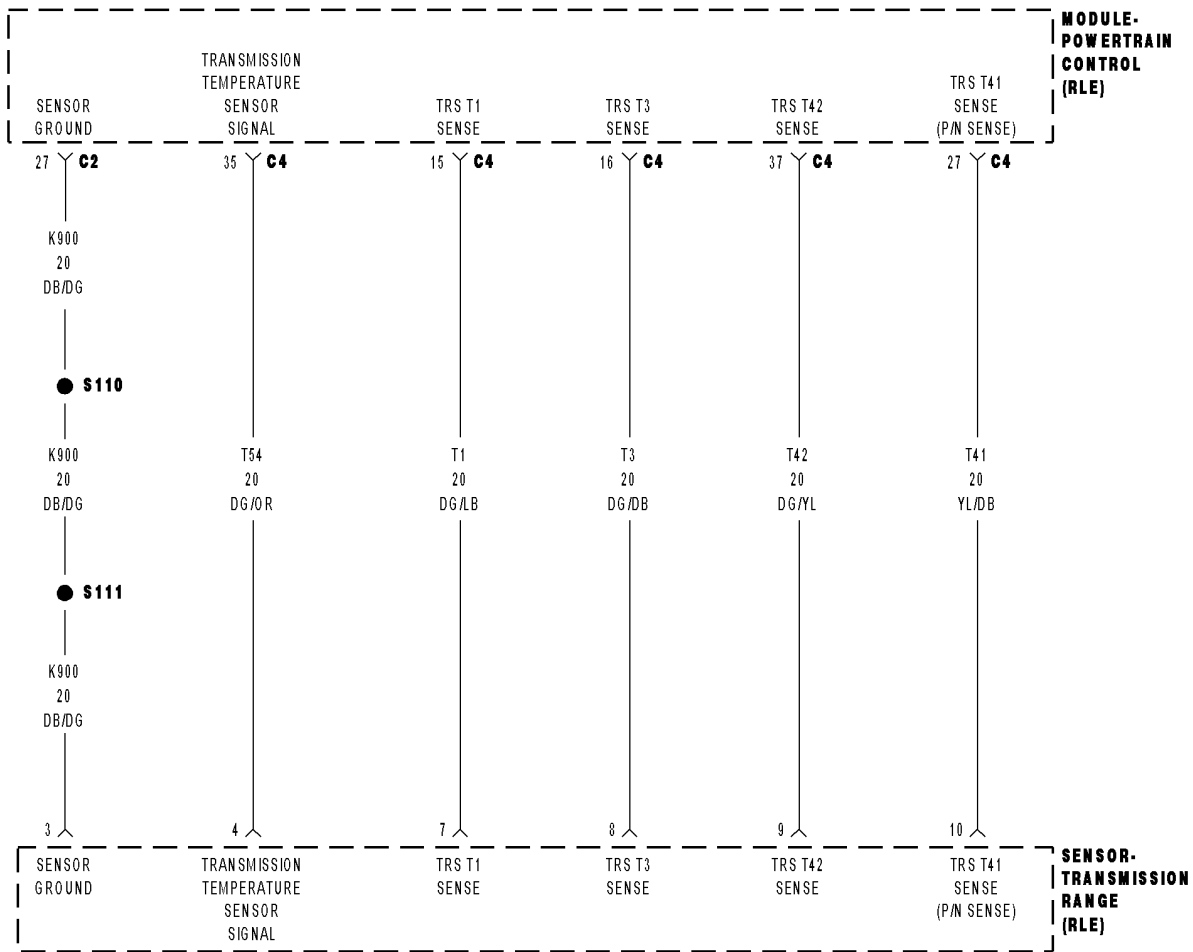 MODULE-
POWERTRAIN
CONTROL
(RLE)
SENSOR
GROUND
TRANSMISSION
TEMPERATURE
SENSOR
SIGNAL
TRS T1
SENSE
TRS T3
SENSE
TRS T42
SENSE
TRS T41
SENSE
(P/N SENSE)
27 C2
35 C4
15 C4
16 C4
37 C4
27 C4
K900
20
DB/DG
S110
K900
20
DB/DG
T54
20
DG/OR
T1
20
DG/LB
T3
20
DG/DB
T42
20
DG/YL
T41
20
YL/DB
S111
K900
20
DB/DG
3
4
7
8
9
10
SENSOR
GROUND
TRANSMISSION
TEMPERATURE
SENSOR
SIGNAL
TRS T1
SENSE
TRS T3
SENSE
TRS T42
SENSE
TRS T41
SENSE
(P/N SENSE)
SENSOR-
TRANSMISSION
RANGE
(RLE)